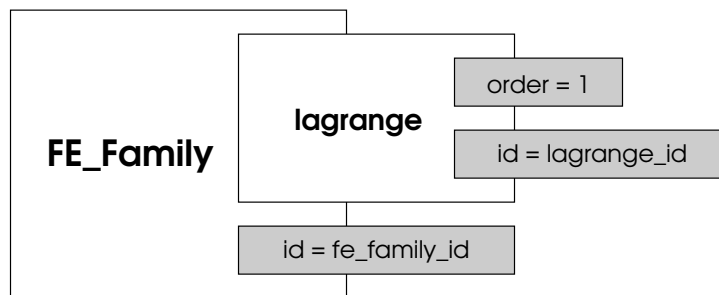 FE_Family
lagrange
order = 1
id = lagrange_id
id = fe_family_id